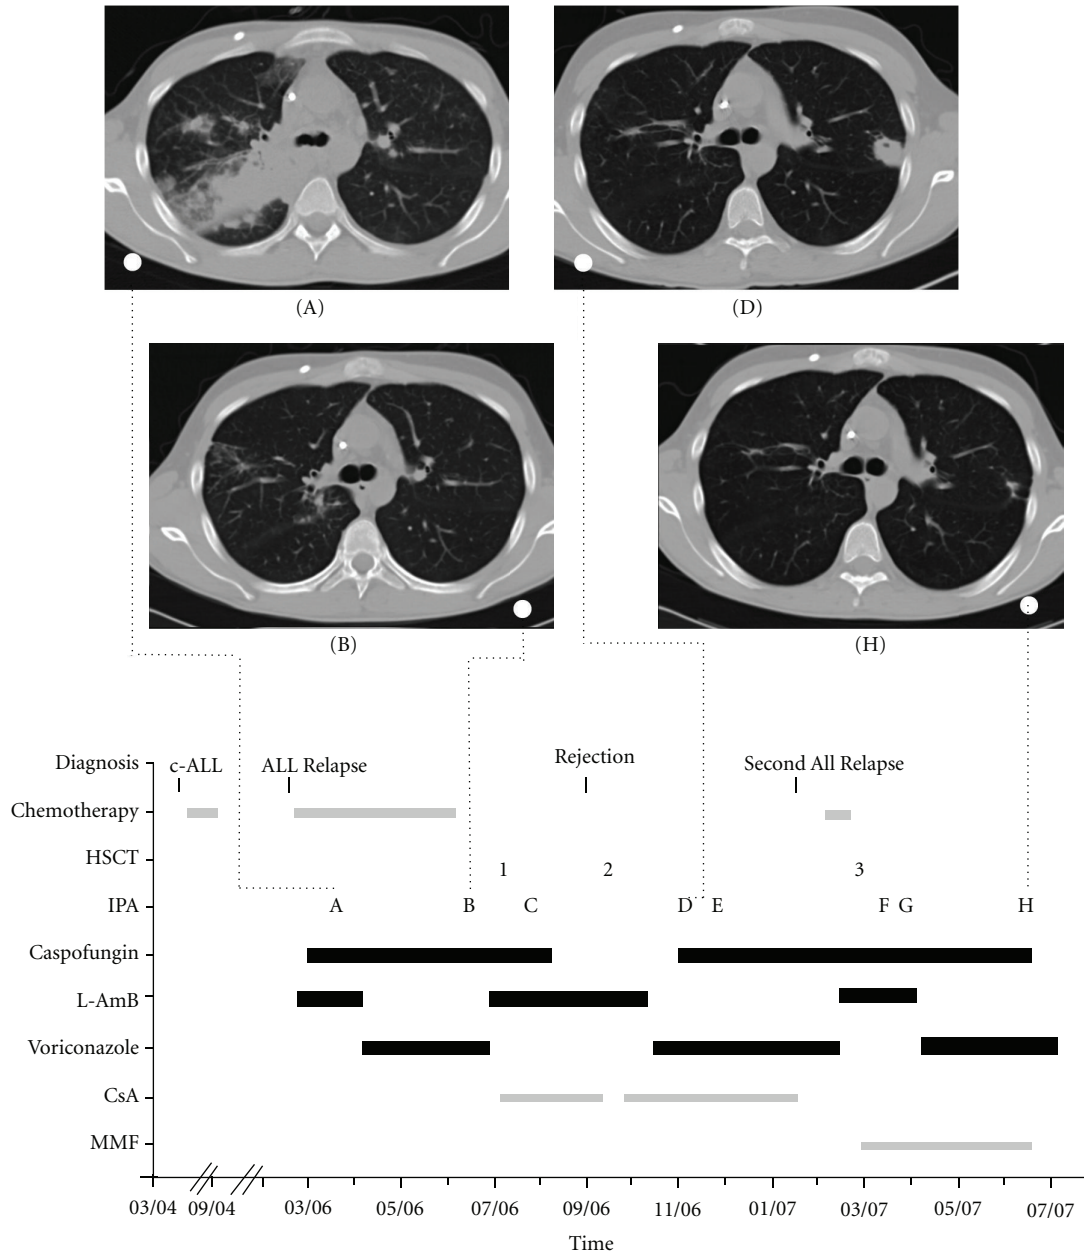 (A)
(D)
(B)
(H)
Diagnosis
c-ALL
ALL Relapse
Rejection
Second All Relapse
Chemotherapy
HSCT
1
2
3
IPA
A
B
C
D
E
F
G
H
Caspofungin
L-AmB
Voriconazole
CsA
MMF
03/04
09/04
03/06
05/06
07/06
09/06
11/06
01/07
03/07
05/07
07/07
Time